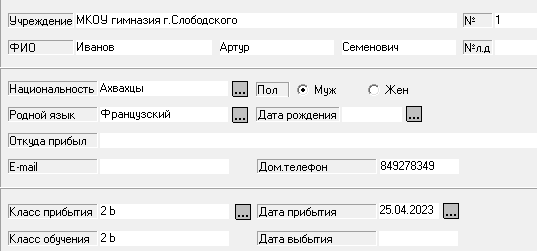 Учреждение МКОУ гимназия г.Слободского № 1
ФИО Иванов Артур Семенович №л.д
Национальность Ахвахцы ... Пол Муж Жен
Родной язык Французский ... Дата рождения ...
Откуда прибыл
E-mail Дом.телефон 849278349
Класс прибытия 2 b ... Дата прибытия 25.04.2023 ...
Класс обучения 2 b Дата выбытия